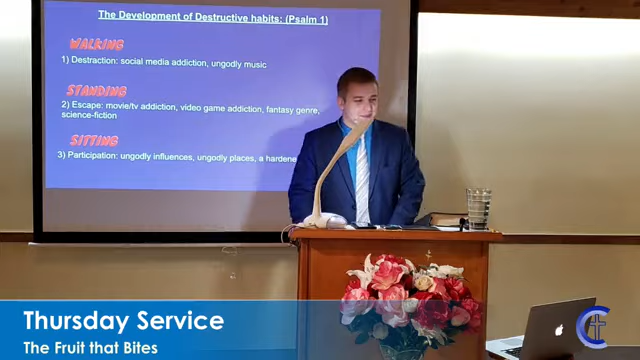 The Development of Destructive habits: (Psalm 1)
WALKING
1) Destraction: social media addiction, ungodly music
STANDING
2) Escape: movie/tv addiction, video game addiction, fantasy genre,
science-fiction
SITTING
3) Participation: ungodly influences, ungodly places, a hardene
Thursday Service
The Fruit that Bites